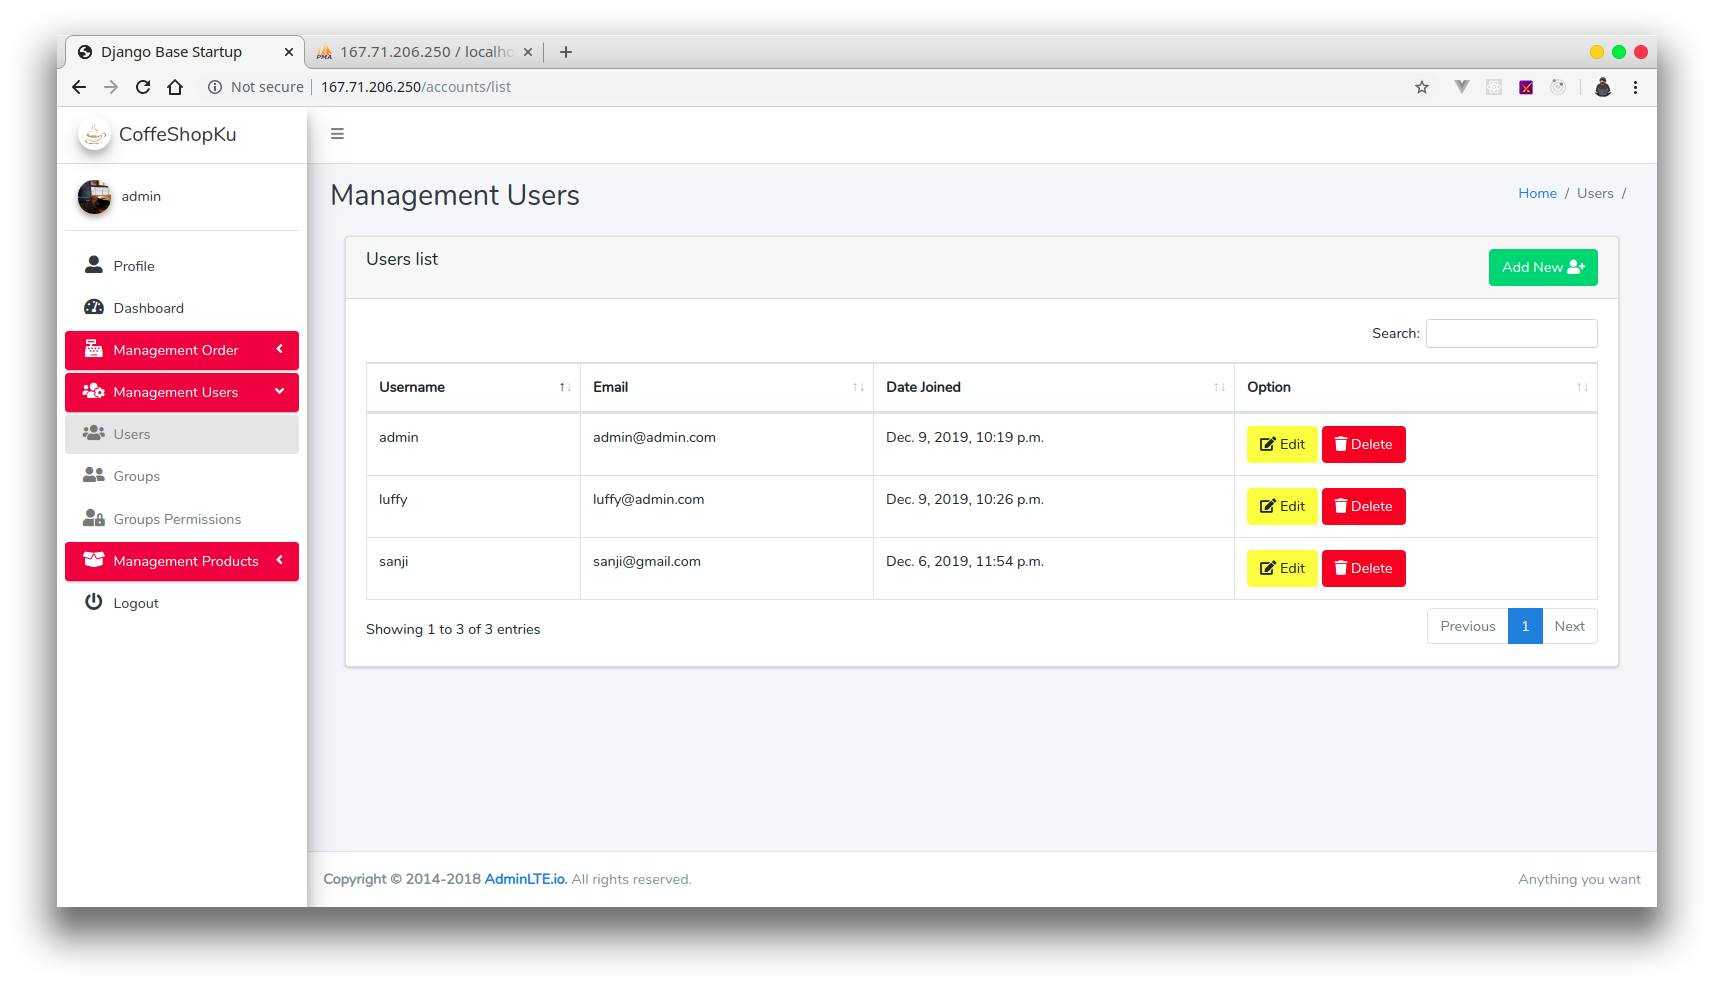 Django Base Startup
167.71.206.250 / localho
Not secure 167.71.206.250/accounts/list
CoffeShopKu
admin
Profile
Dashboard
Management Order
Management Users
Users
Groups
Groups Permissions
Management Products
Logout
Management Users
Home / Users /
Users list
Add New
Search:
Username Email Date Joined Option
admin admin@admin.com Dec. 9, 2019, 10:19 p.m. Edit Delete
luffy luffy@admin.com Dec. 9, 2019, 10:26 p.m. Edit Delete
sanji sanji@gmail.com Dec. 6, 2019, 11:54 p.m. Edit Delete
Showing 1 to 3 of 3 entries
Previous 1 Next
Copyright © 2014-2018 AdminLTE.io. All rights reserved.
Anything you want